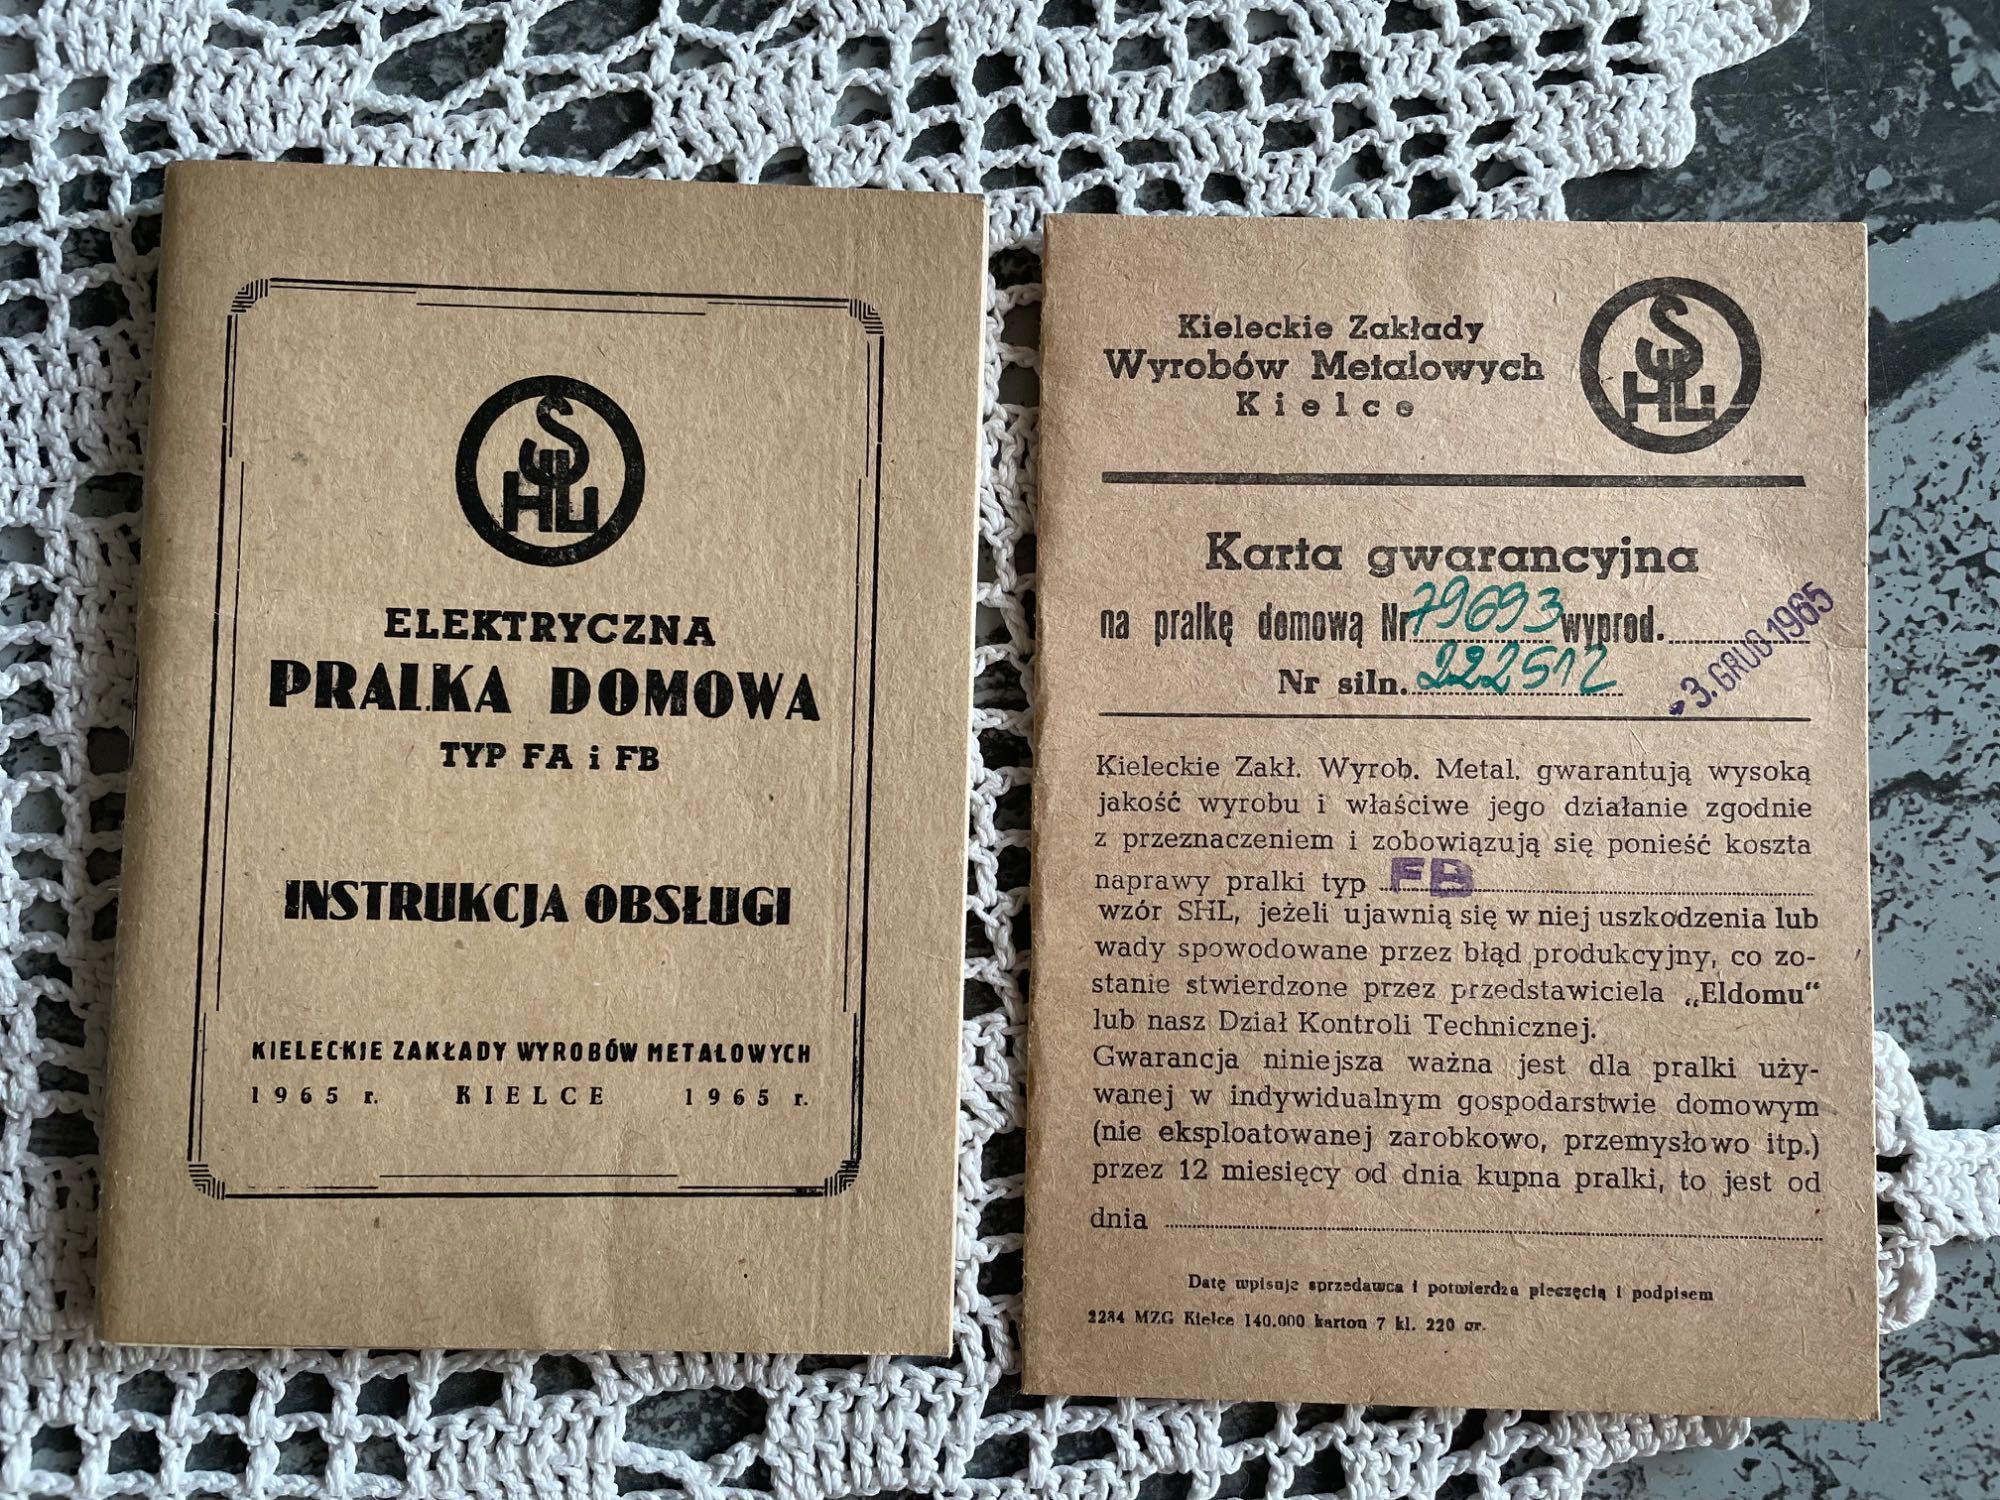 SHL
ELEKTRYCZNA
PRALKA DOMOWA
TYP FA i FB
INSTRUKCJA OBSŁUGI
KIELECKIE ZAKŁADY WYROBÓW METALOWYCH
1965 r. KIELCE 1965 r.
Kieleckie Zakłady
Wyrobów Metalowych
Kielce
SHL
Karta gwarancyjna
na pralkę domową Nr 79693 wyprod.
- 3. GRUD 1965
Nr siln. 222512
Kieleckie Zakł. Wyrob. Metal. gwarantują wysoką
jakość wyrobu i właściwe jego działanie zgodnie
z przeznaczeniem i zobowiązują się ponieść koszta
naprawy pralki typ FB
wzór SHL, jeżeli ujawnią się w niej uszkodzenia lub
wady spowodowane przez błąd produkcyjny, co zo-
stanie stwierdzone przez przedstawiciela „Eldomu“
lub nasz Dział Kontroli Technicznej.
Gwarancja niniejsza ważna jest dla pralki uży-
wanej w indywidualnym gospodarstwie domowym
(nie eksploatowanej zarobkowo, przemysłowo itp.)
przez 12 miesięcy od dnia kupna pralki, to jest od
dnia
Datę wpisuje sprzedawca i potwierdza pieczęcią i podpisem
2234 MZG Kielce 140.000 karton 7 kl. 220 gr.